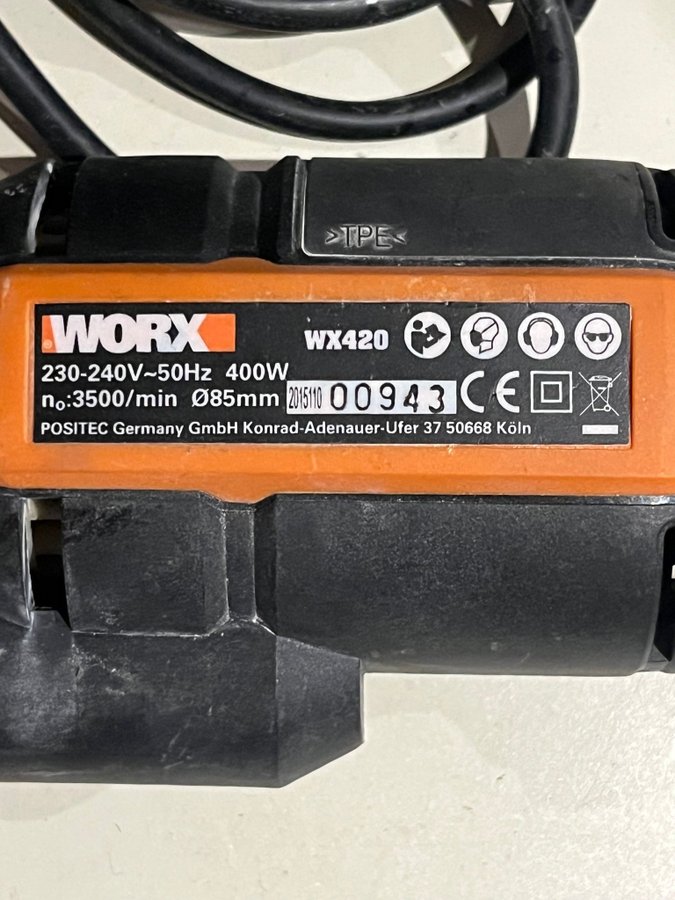 >TPE<
WORX WX420
230-240V~50Hz 400W
n₀:3500/min Ø85mm 2015110 00943 CE
POSITEC Germany GmbH Konrad-Adenauer-Ufer 37 50668 Köln